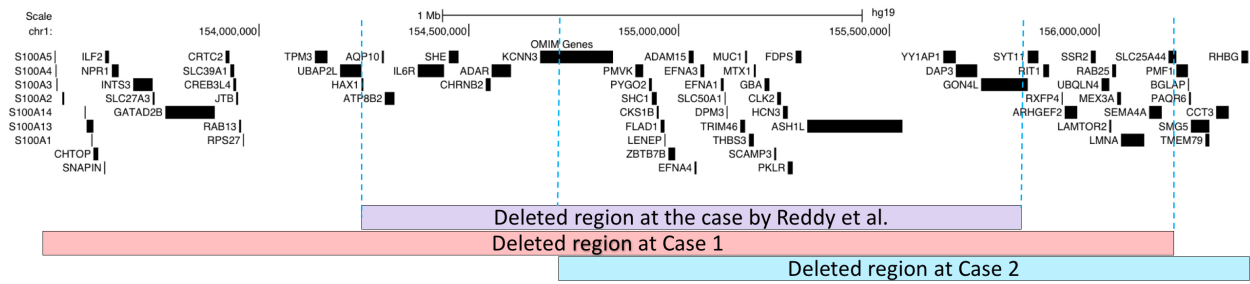 Scale 1 Mb hg19
chr1: 154,000,000 154,500,000 155,000,000 155,500,000 156,000,000
OMIM Genes
S100A5 ILF2 CRTC2 TPM3 AQP10 SHE KCNN3 ADAM15 MUC1 FDPS YY1AP1 SYT11 SSR2 SLC25A44 RHBG
S100A4 NPR1 SLC39A1 UBAP2L IL6R ADAR PMVK EFNA3 MTX1 DAP3 RIT1 RAB25 PMF1
S100A3 INTS3 CREB3L4 HAX1 CHRNB2 PYGO2 EFNA1 GBA GON4L UBQLN4 BGLAP
S100A2 SLC27A3 JTB ATP8B2 SHC1 SLC50A1 CLK2 RXFP4 MEX3A PAQR6
S100A14 GATAD2B CKS1B DPM3 HCN3 ARHGEF2 SEMA4A CCT3
S100A13 RAB13 FLAD1 TRIM46 ASH1L LAMTOR2 SMG5
S100A1 RPS27 LENEP THBS3 LMNA TMEM79
CHTOP ZBTB7B SCAMP3
SNAPIN EFNA4 PKLR
Deleted region at the case by Reddy et al.
Deleted region at Case 1
Deleted region at Case 2